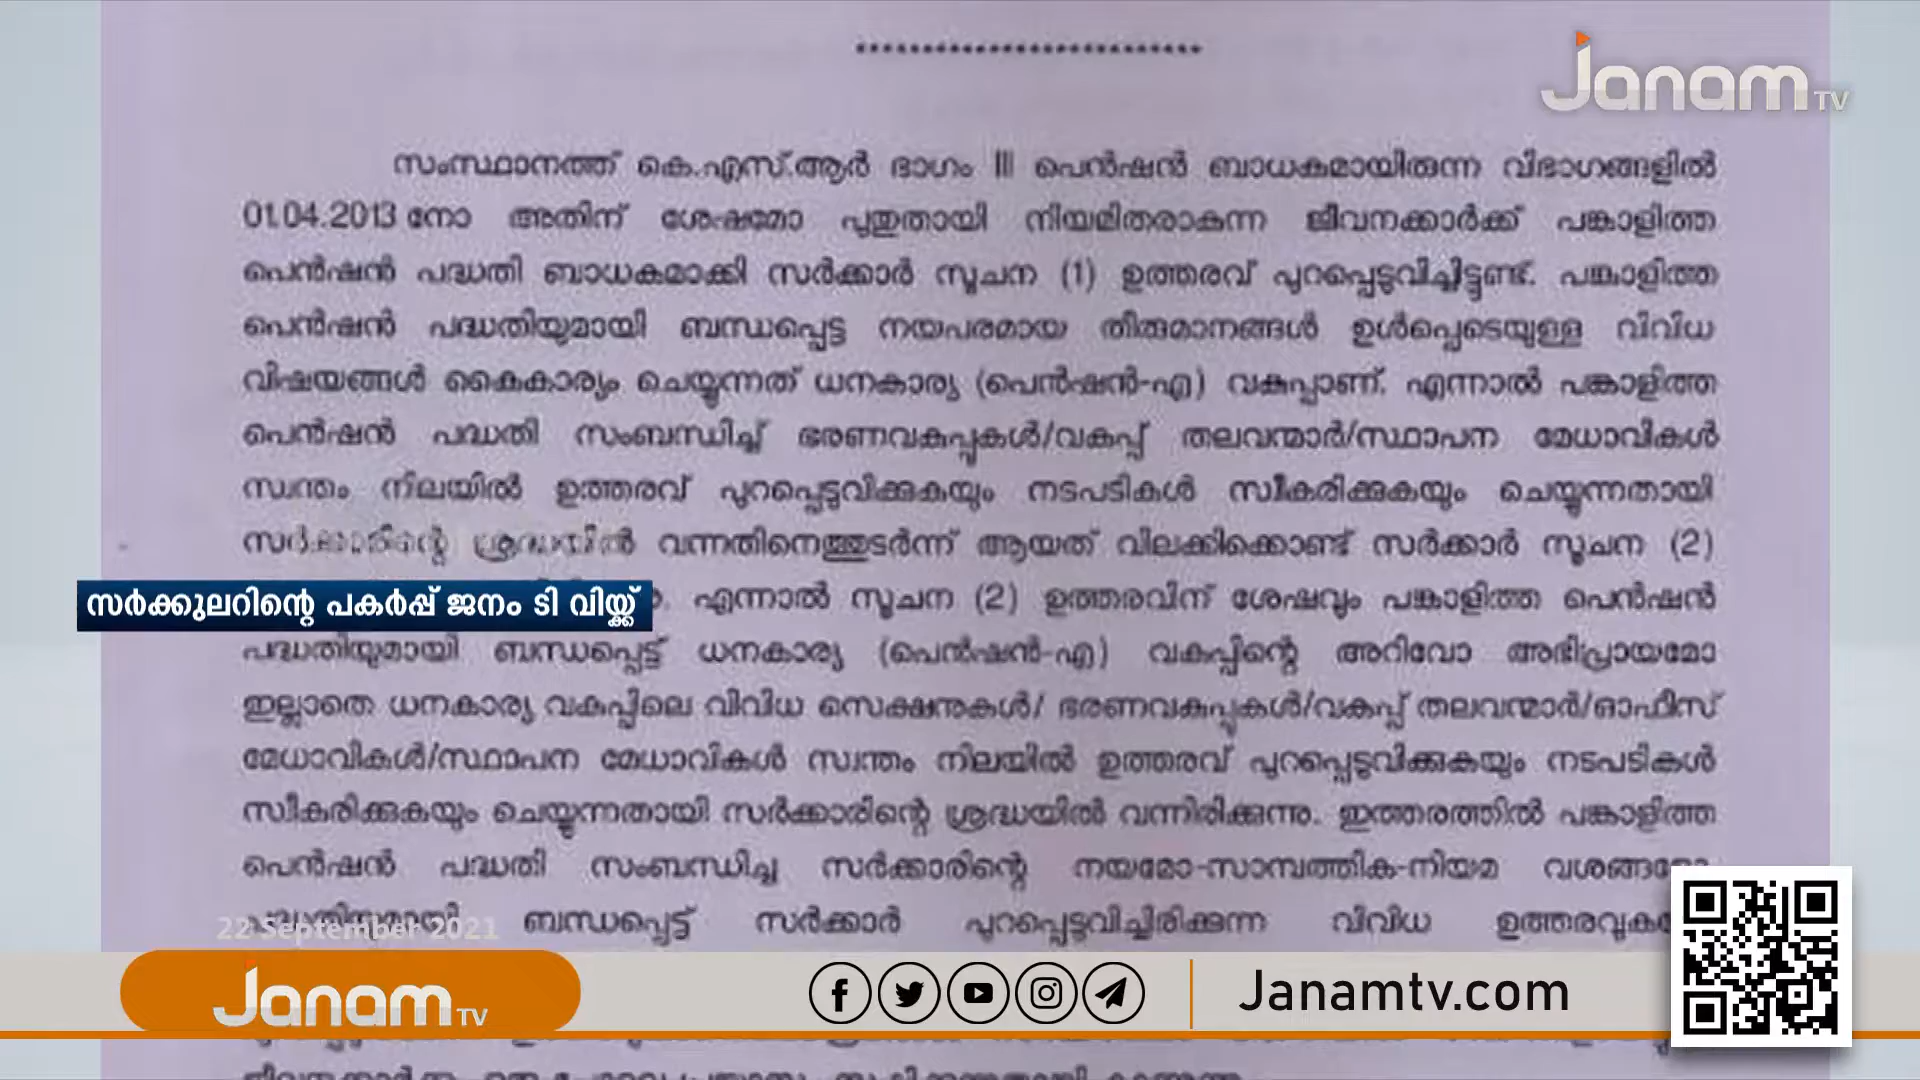 Janam TV
സംസ്ഥാനത്ത് കെ.എസ്.ആർ ഭാഗം III പെൻഷൻ ബാധകമായിരുന്ന വിഭാഗങ്ങളിൽ
01.04.2013 നോ അതിന് ശേഷമോ പുതുതായി നിയമിതരാകുന്ന ജീവനക്കാർക്ക് പങ്കാളിത്ത
പെൻഷൻ പദ്ധതി ബാധകമാക്കി സർക്കാർ സൂചന (1) ഉത്തരവ് പുറപ്പെടുവിച്ചിട്ടുണ്ട്. പങ്കാളിത്ത
പെൻഷൻ പദ്ധതിയുമായി ബന്ധപ്പെട്ട നയപരമായ തീരുമാനങ്ങൾ ഉൾപ്പെടെയുള്ള വിവിധ
വിഷയങ്ങൾ കൈകാര്യം ചെയ്യുന്നത് ധനകാര്യ (പെൻഷൻ-എ) വകുപ്പാണ്. എന്നാൽ പങ്കാളിത്ത
പെൻഷൻ പദ്ധതി സംബന്ധിച്ച് ഭരണവകുപ്പുകൾ/വകുപ്പ് തലവന്മാർ/സ്ഥാപന മേധാവികൾ
സ്വന്തം നിലയിൽ ഉത്തരവ് പുറപ്പെടുവിക്കുകയും നടപടികൾ സ്വീകരിക്കുകയും ചെയ്യുന്നതായി
സർക്കാരിന്റെ ശ്രദ്ധയിൽ വന്നതിനെത്തുടർന്ന് ആയത് വിലക്കിക്കൊണ്ട് സർക്കാർ സൂചന (2)
സർക്കുലറിന്റെ പകർപ്പ് ജനം ടി വിയ്ക്ക്
എന്നാൽ സൂചന (2) ഉത്തരവിന് ശേഷവും പങ്കാളിത്ത പെൻഷൻ
പദ്ധതിയുമായി ബന്ധപ്പെട്ട് ധനകാര്യ (പെൻഷൻ-എ) വകുപ്പിന്റെ അറിവോ അഭിപ്രായമോ
ഇല്ലാതെ ധനകാര്യ വകുപ്പിലെ വിവിധ സെക്ഷനുകൾ/ ഭരണവകുപ്പുകൾ/വകുപ്പ് തലവന്മാർ/ഓഫീസ്
മേധാവികൾ/സ്ഥാപന മേധാവികൾ സ്വന്തം നിലയിൽ ഉത്തരവ് പുറപ്പെടുവിക്കുകയും നടപടികൾ
സ്വീകരിക്കുകയും ചെയ്യുന്നതായി സർക്കാരിന്റെ ശ്രദ്ധയിൽ വന്നിരിക്കുന്നു. ഇത്തരത്തിൽ പങ്കാളിത്ത
പെൻഷൻ പദ്ധതി സംബന്ധിച്ച സർക്കാരിന്റെ നയമോ-സാമ്പത്തിക-നിയമ
പദ്ധതിയുമായി ബന്ധപ്പെട്ട് സർക്കാർ പുറപ്പെടുവിച്ചിരിക്കുന്ന വിവിധ
22 September 2021
Janam TV
Janamtv.com